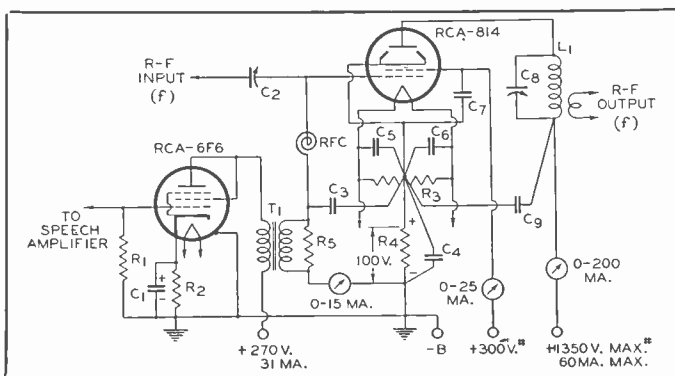 RCA-814
L1
R-F
INPUT
(f)
C2
C8
R-F
OUTPUT
(f)
C7
RCA-6F6
RFC
C5
C6
T1
C3
R3
C9
TO
SPEECH
AMPLIFIER
R1
R5
+
R4
100V.
-
C4
0-200
MA.
C1
+
-
R2
0-15 MA.
0-25
MA.
+270V.
31 MA.
-B
+300V.#
+1350V. MAX.#
60MA. MAX.